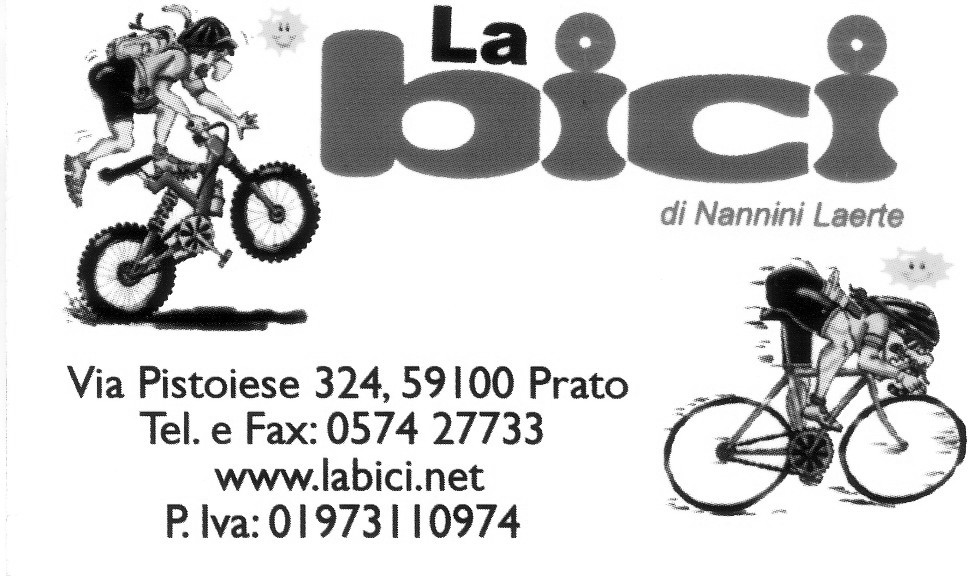 La
bici
di Nannini Laerte
Via Pistoiese 324, 59100 Prato
Tel. e Fax: 0574 27733
www.labici.net
P. Iva: 01973110974